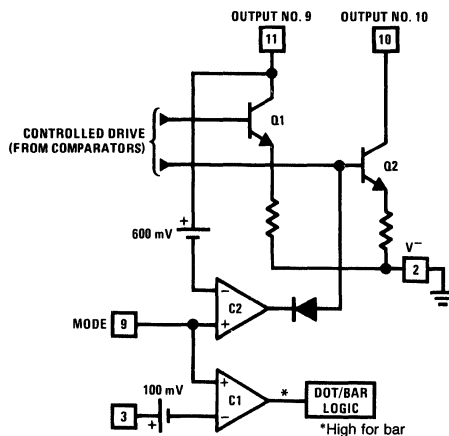 OUTPUT NO. 9
OUTPUT NO. 10
11
10
Q1
CONTROLLED DRIVE
(FROM COMPARATORS)
Q2
+
600 mV
V−
2
−
C2
+
MODE
9
100 mV
+
C1
−
*
DOT/BAR
LOGIC
3
+
*High for bar